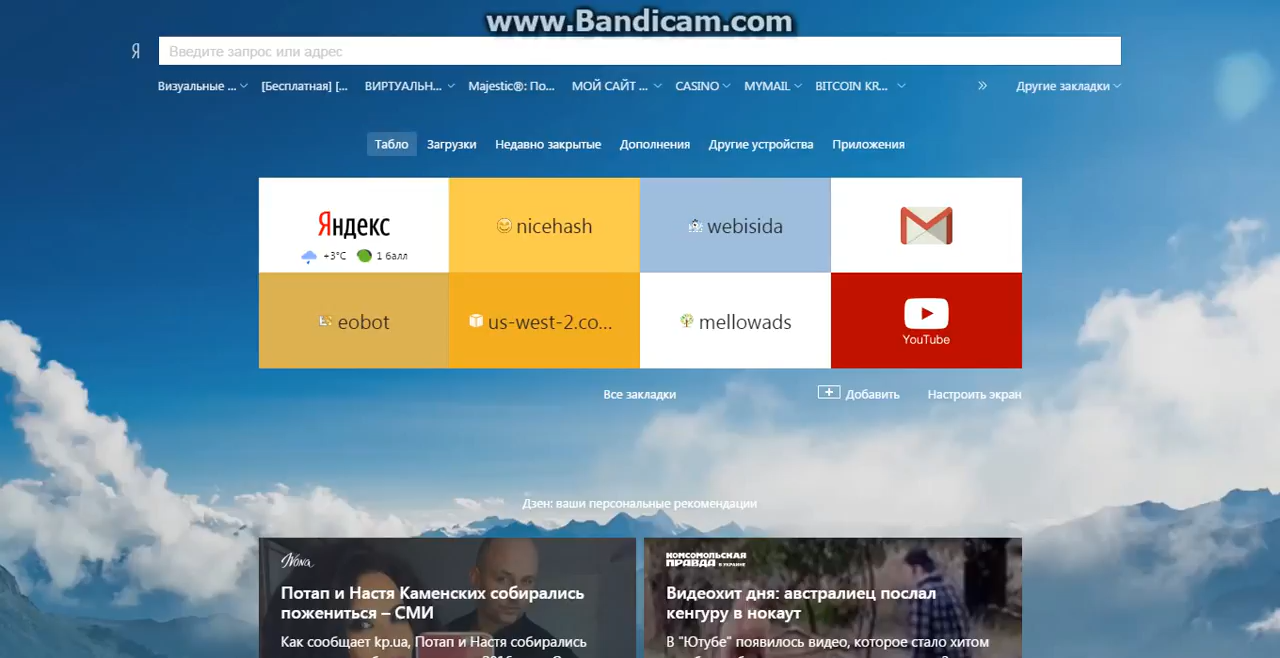 www.Bandicam.com
Я Введите запрос или адрес
Визуальные ... [Бесплатная] [... ВИРТУАЛЬН... Majestic®: По... МОЙ САЙТ ... CASINO MYMAIL BITCOIN KR... » Другие закладки
Табло Загрузки Недавно закрытые Дополнения Другие устройства Приложения
Яндекс
+3°C 1 балл
nicehash
webisida
eobot
us-west-2.co...
mellowads
YouTube
Все закладки Добавить Настроить экран
Дзен: ваши персональные рекомендации
Потап и Настя Каменских собирались
пожениться – СМИ
Как сообщает kp.ua, Потап и Настя собирались
КОМСОМОЛЬСКАЯ
ПРАВДА В УКРАИНЕ
Видеохит дня: австралиец послал
кенгуру в нокаут
В "Ютубе" появилось видео, которое стало хитом